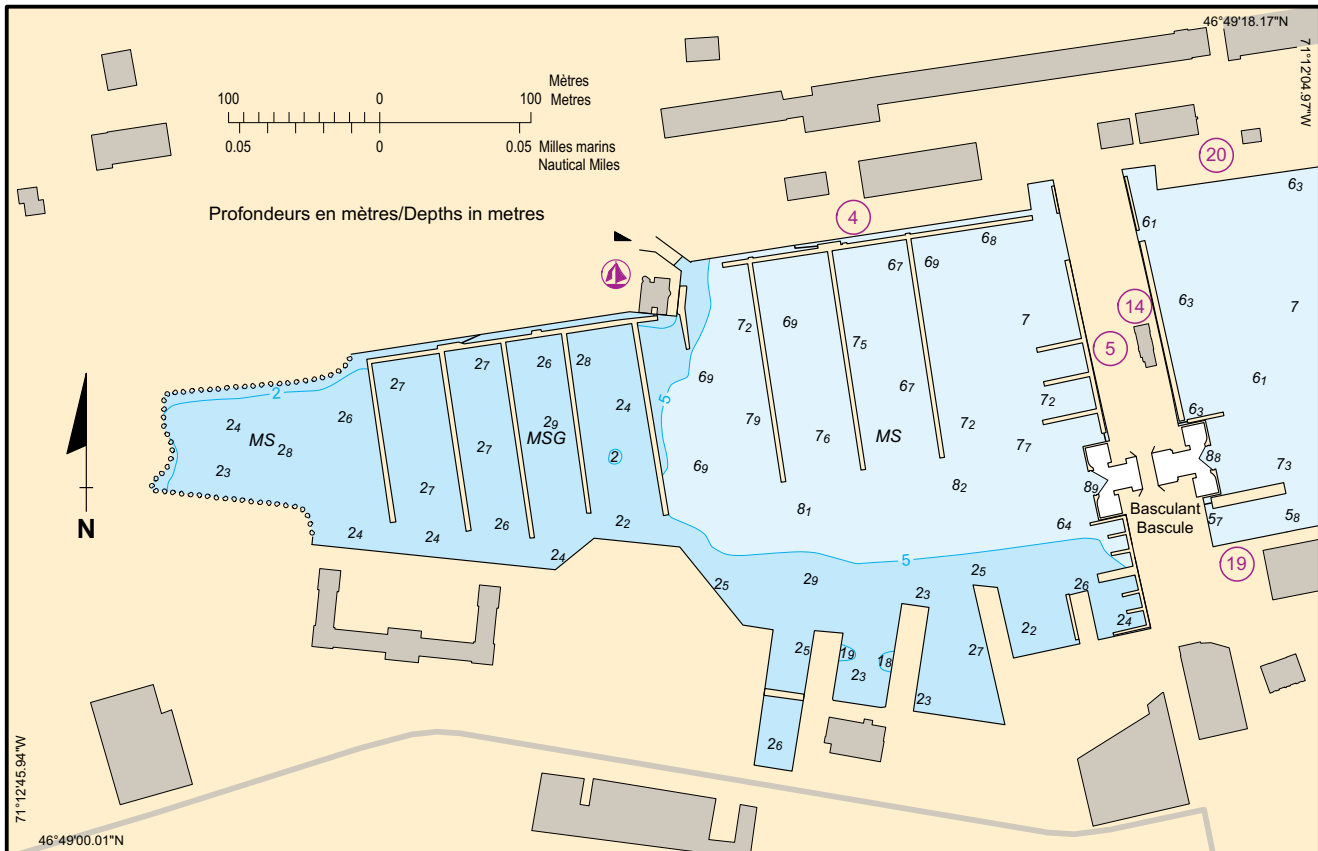 46°49'18.17"N
71°12'04.97"W
Mètres
Metres
100 0 100
0.05 0 0.05
Milles marins
Nautical Miles
Profondeurs en mètres/Depths in metres
20
4
6₃
6₁
6₈
6₇ 6₉
14
6₃
7
7₂ 6₉ 7₅ 7
5
2₇ 2₇ 2₆ 2₈
6₉ 6₇ 6₁
2
5
2₄ 2₆ 2₉ 2₄
7₉ 7₆ MS 7₂ 7₂ 6₃
MS 2₈ 2₇ MSG
7₇
2₃ 2
6₉ 8₈ 7₃
2₇ 8₂ 8₉
8₁
Basculant
Bascule
2₄ 2₄ 2₆ 2₂
6₄ 5₇ 5₈
2₄
5
19
N
2₅ 2₉ 2₅ 2₆
2₃
2₂ 2₄
2₅ 1₉ 1₈ 2₇
2₃
2₃
2₆
71°12'45.94"W
46°49'00.01"N